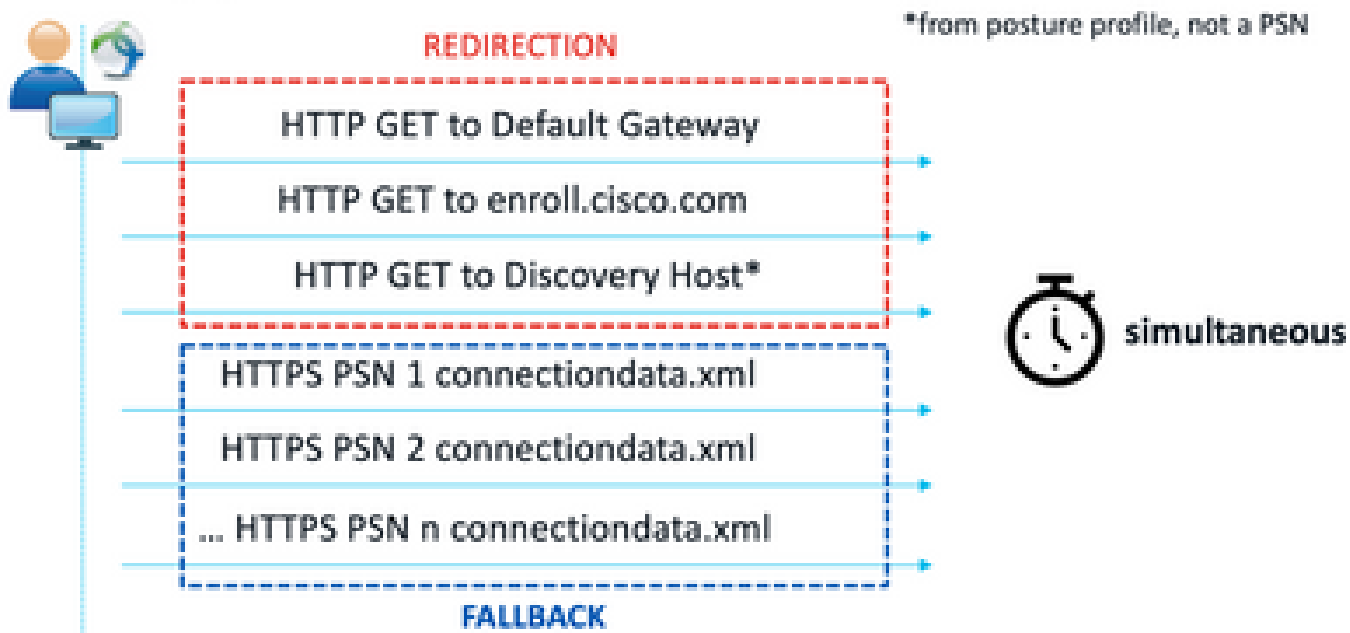 *from posture profile, not a PSN
REDIRECTION
HTTP GET to Default Gateway
HTTP GET to enroll.cisco.com
HTTP GET to Discovery Host*
simultaneous
HTTPS PSN 1 connectiondata.xml
HTTPS PSN 2 connectiondata.xml
... HTTPS PSN n connectiondata.xml
FALLBACK